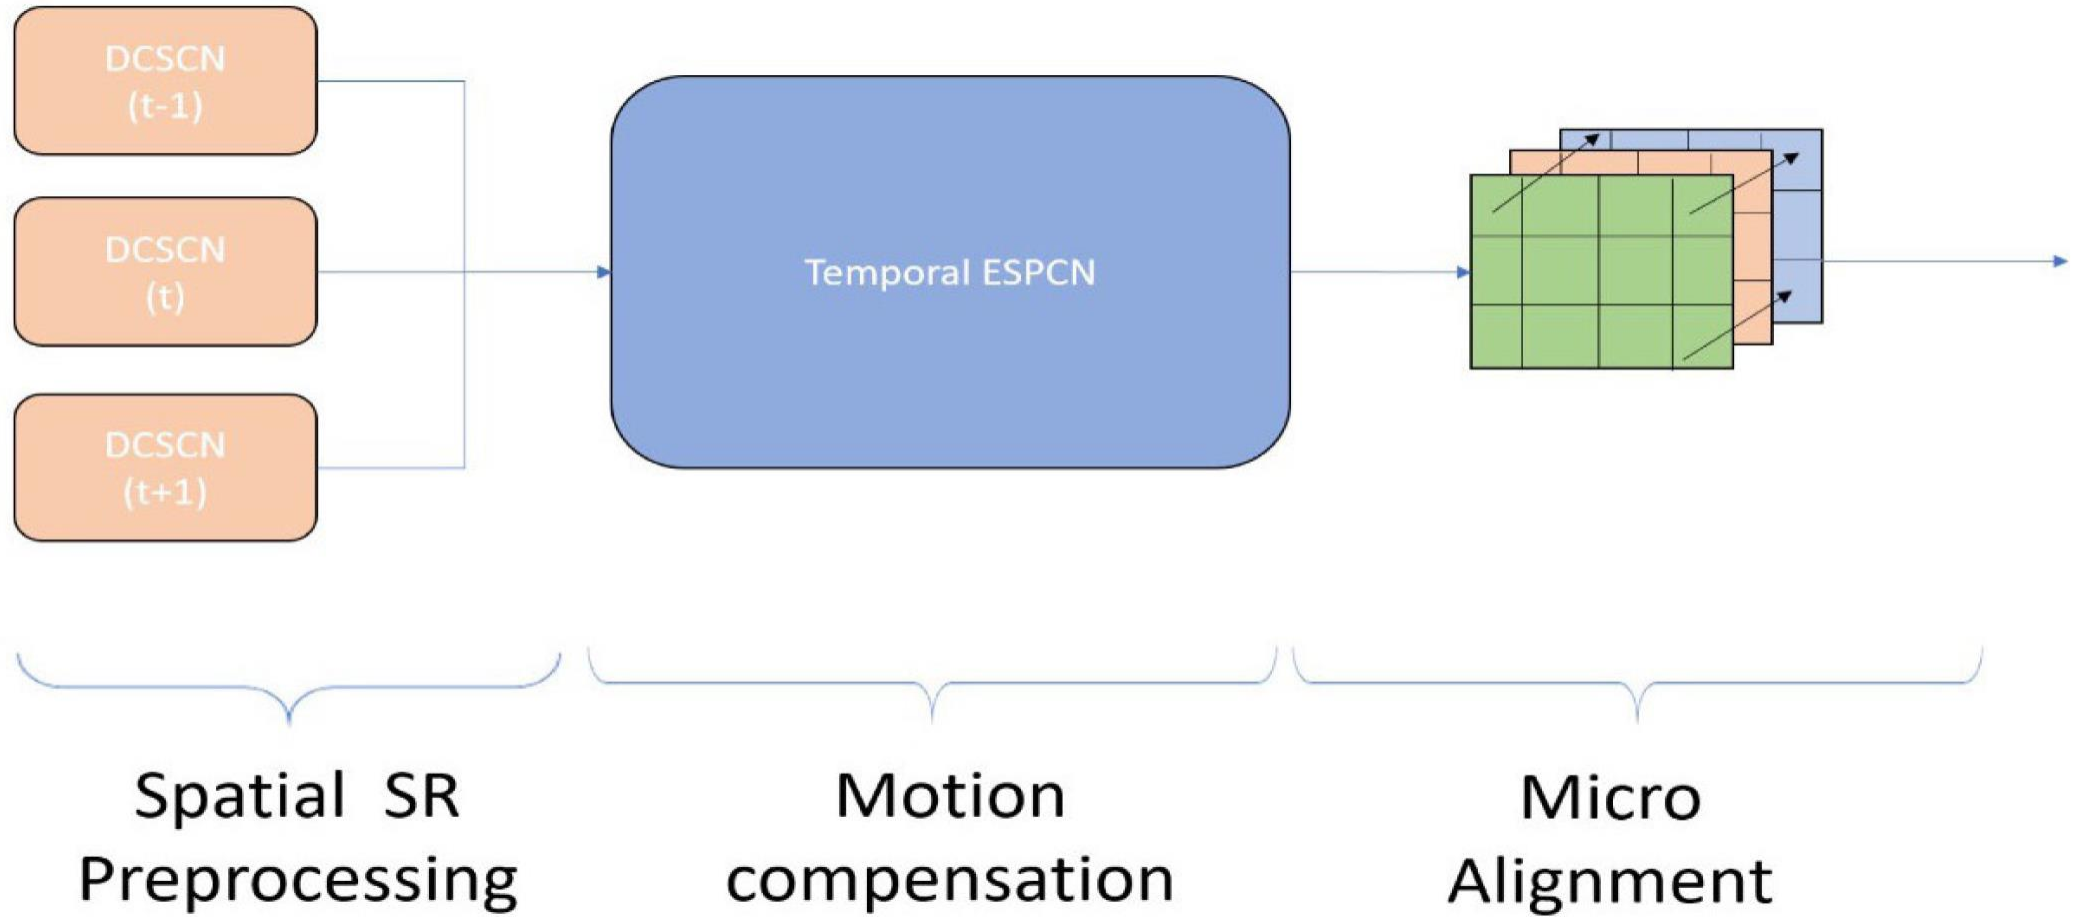 DCSCN
(t-1)
DCSCN
(t)
DCSCN
(t+1)
Temporal ESPCN
Spatial SR
Preprocessing
Motion
compensation
Micro
Alignment